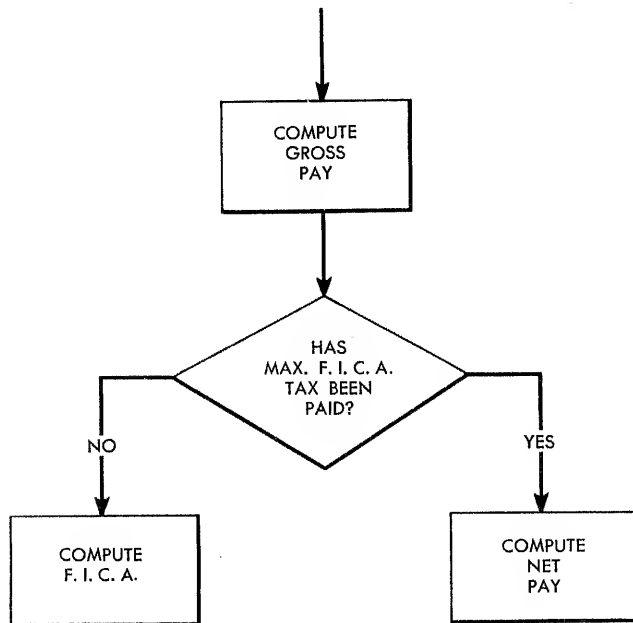 COMPUTE
GROSS
PAY
HAS
MAX. F. I. C. A.
TAX BEEN
PAID?
NO
YES
COMPUTE
F. I. C. A.
COMPUTE
NET
PAY